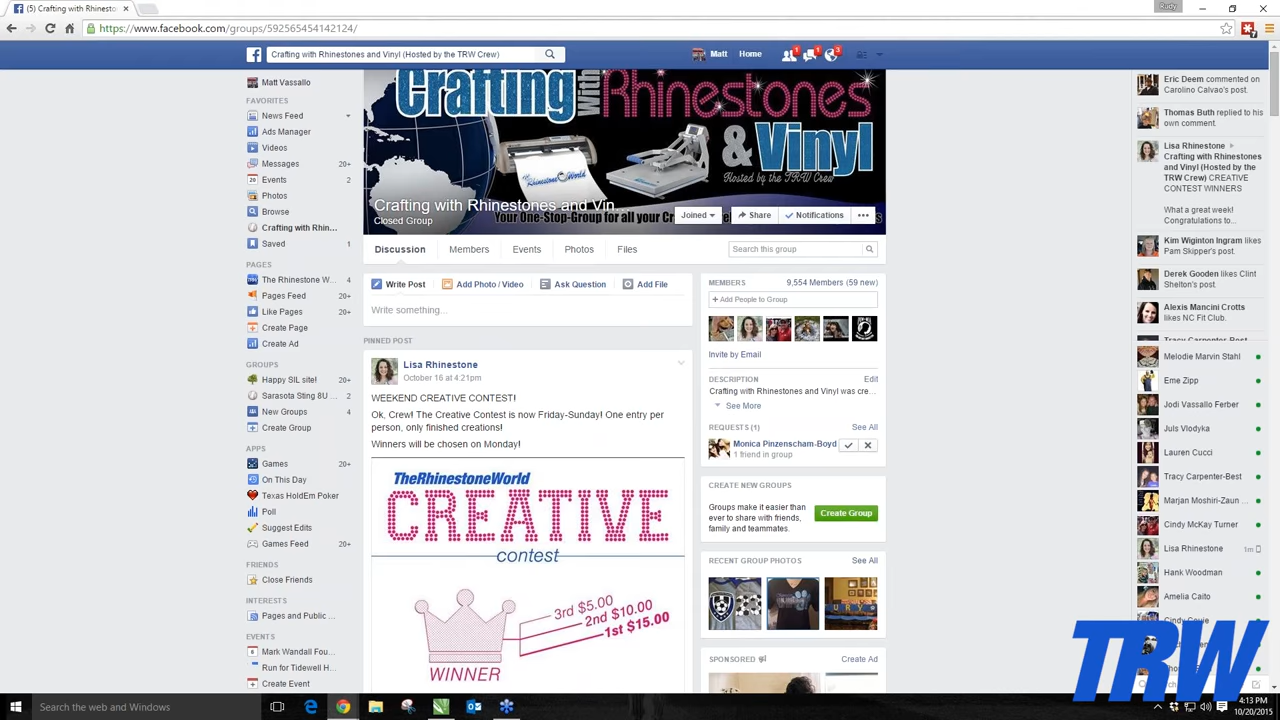 (5) Crafting with Rhinesto
Rudy
https://www.facebook.com/groups/592565454142124/
Crafting with Rhinestones and Vinyl (Hosted by the TRW Crew)
Matt
Home
1
1
3
Matt Vassallo
FAVORITES
News Feed
Ads Manager
Videos
Messages 20+
Events 2
Photos
Browse
Crafting with Rhin...
Saved 1
PAGES
The Rhinestone W... 4
Pages Feed 20+
Like Pages 20+
Create Page
Create Ad
GROUPS
Happy SIL site! 20+
Sarasota Sting 8U ... 20+
New Groups 4
Create Group
APPS
Games 20+
On This Day
Texas HoldEm Poker
Poll
Suggest Edits
Games Feed 20+
FRIENDS
Close Friends
INTERESTS
Pages and Public ...
EVENTS
Mark Wandall Fou...
Run for Tidewell H...
Create Event
Crafting With Rhinestones
& Vinyl
Hosted by the TRW Crew
Crafting with Rhinestones and Vin...
Closed Group
Joined
Share
Notifications
Discussion
Members
Events
Photos
Files
Search this group
Write Post
Add Photo / Video
Ask Question
Add File
Write something...
PINNED POST
Lisa Rhinestone
October 16 at 4:21pm
WEEKEND CREATIVE CONTEST!
Ok, Crew! The Creative Contest is now Friday-Sunday! One entry per
person, only finished creations!
Winners will be chosen on Monday!
TheRhinestoneWorld
CREATIVE
contest
3rd $5.00
2nd $10.00
1st $15.00
WINNER
MEMBERS 9,554 Members (59 new)
+ Add People to Group
Invite by Email
DESCRIPTION Edit
Crafting with Rhinestones and Vinyl was cre...
See More
REQUESTS (1) See All
Monica Pinzenscham-Boyd
1 friend in group
CREATE NEW GROUPS
Groups make it easier than
ever to share with friends,
family and teammates.
Create Group
RECENT GROUP PHOTOS See All
SPONSORED Create Ad
Eric Deem commented on
Carolino Calvao's post.
Thomas Buth replied to his
own comment.
Lisa Rhinestone
Crafting with Rhinestones
and Vinyl (Hosted by the
TRW Crew) CREATIVE
CONTEST WINNERS
What a great week!
Congratulations to...
Kim Wiginton Ingram likes
Pam Skipper's post.
Derek Gooden likes Clint
Shelton's post.
Alexis Mancini Crotts
likes NC Fit Club.
Melodie Marvin Stahl
Eme Zipp
Jodi Vassallo Ferber
Juls Vlodyka
Lauren Cucci
Tracy Carpenter-Best
Marjan Moshiri-Zaun ...
Cindy McKay Turner
Lisa Rhinestone 1m
Hank Woodman
Amelia Caito
TRW
Search the web and Windows
4:13 PM
10/20/2015